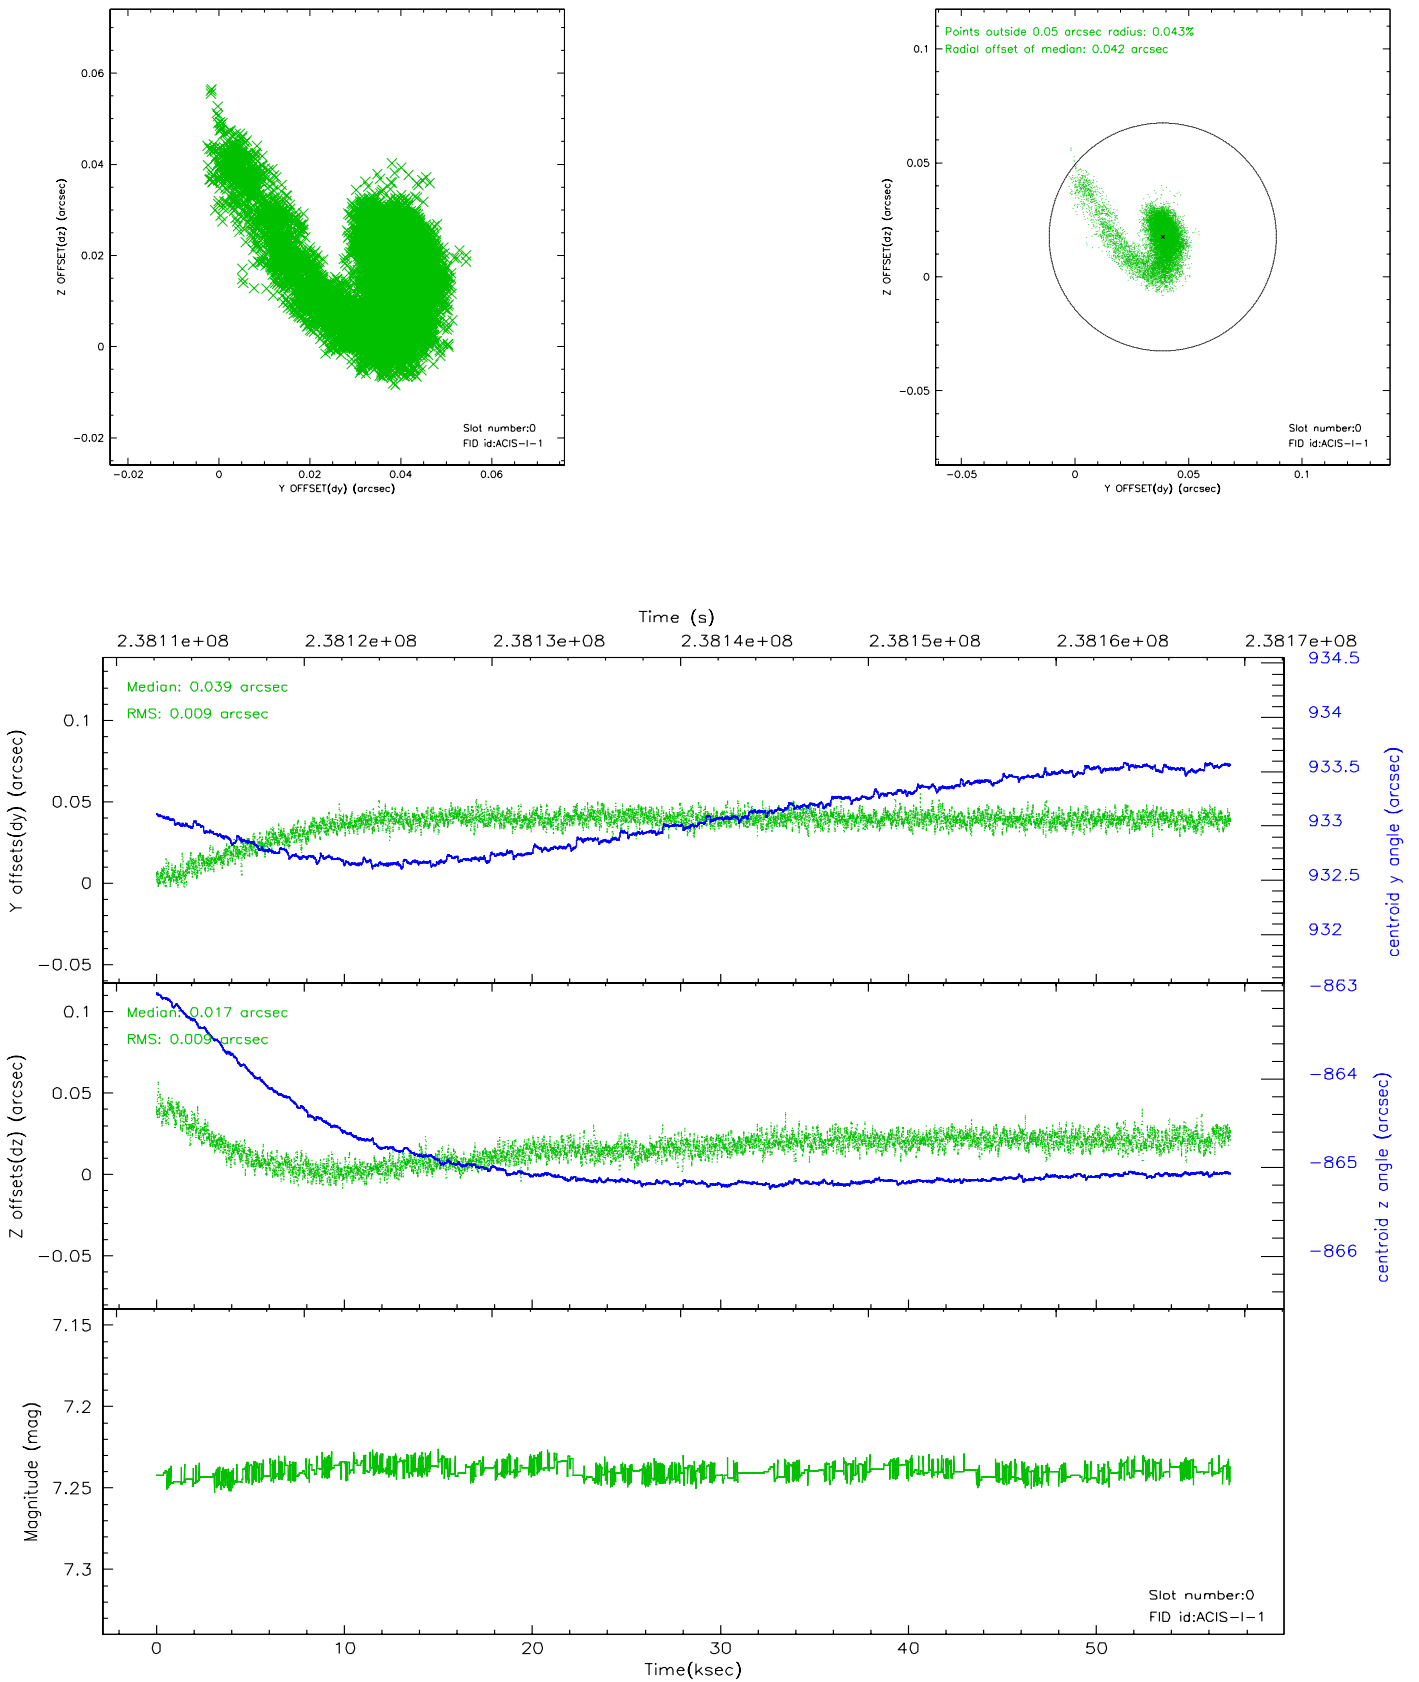 0.06
0.04
0.02
0
−0.02
Z OFFSET(dz) (arcsec)
Slot number:0
FID id:ACIS−I−1
−0.02 0 0.02 0.04 0.06
Y OFFSET(dy) (arcsec)
Points outside 0.05 arcsec radius: 0.043%
Radial offset of median: 0.042 arcsec
0.1
0.05
0
−0.05
Z OFFSET(dz) (arcsec)
Slot number:0
FID id:ACIS−I−1
−0.05 0 0.05 0.1
Y OFFSET(dy) (arcsec)
Time (s)
2.3811e+08 2.3812e+08 2.3813e+08 2.3814e+08 2.3815e+08 2.3816e+08 2.3817e+08
Median: 0.039 arcsec
RMS: 0.009 arcsec
0.1
0.05
0
−0.05
Y offsets(dy) (arcsec)
934.5
934
933.5
933
932.5
932
centroid y angle (arcsec)
Median: 0.017 arcsec
RMS: 0.009 arcsec
0.1
0.05
0
−0.05
Z offsets(dz) (arcsec)
−863
−864
−865
−866
centroid z angle (arcsec)
7.15
7.2
7.25
7.3
Magnitude (mag)
Slot number:0
FID id:ACIS−I−1
0 10 20 30 40 50
Time(ksec)